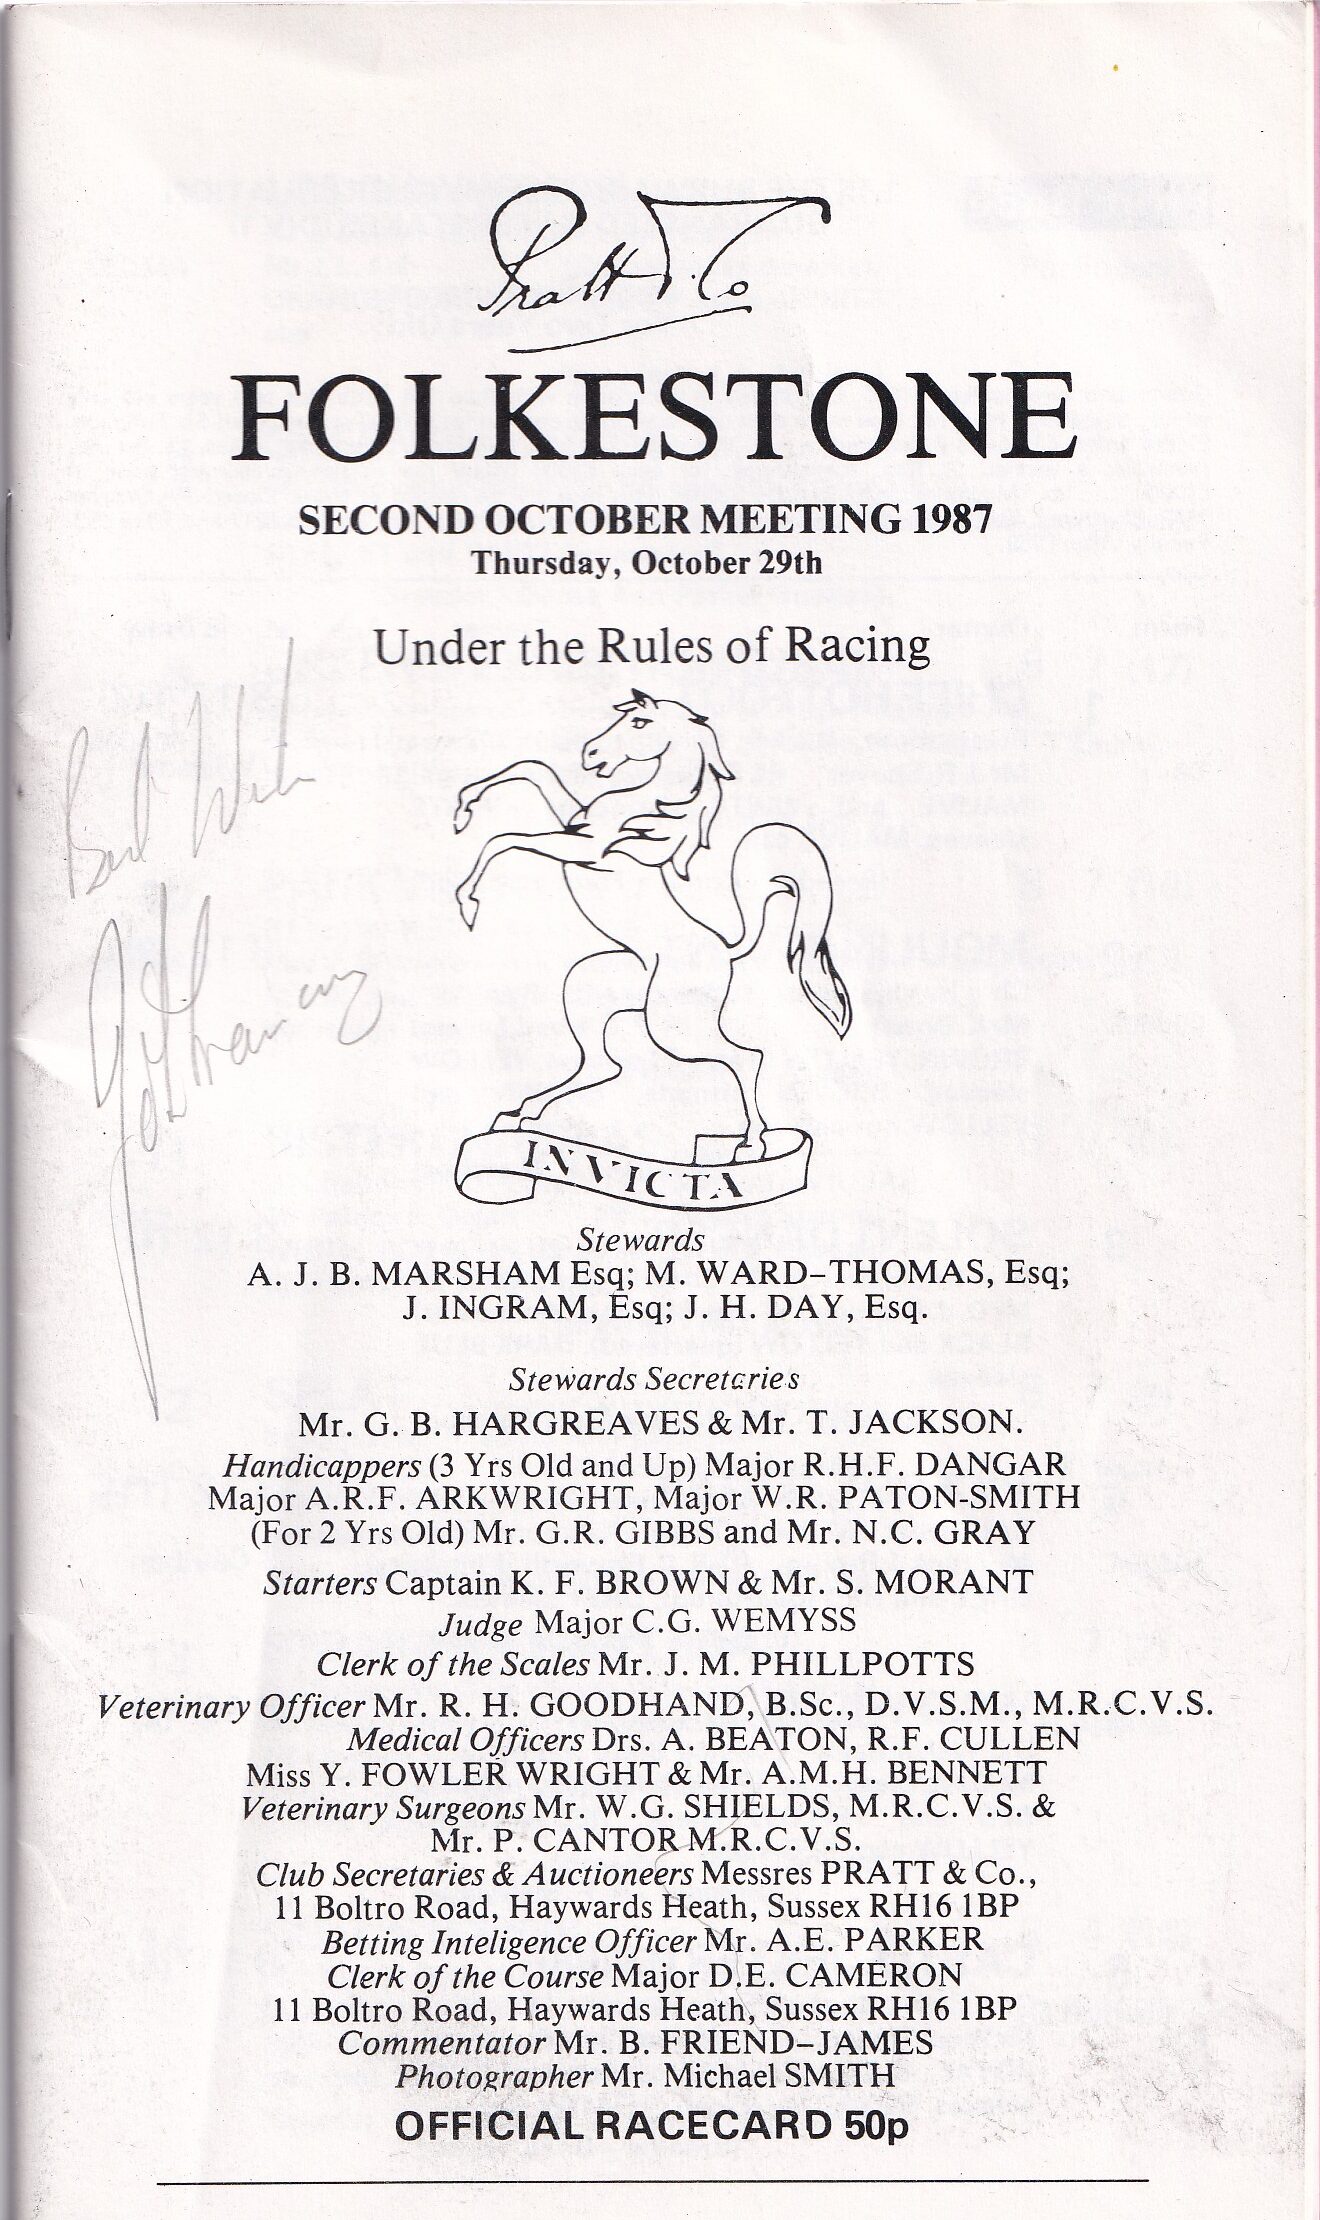 Pratt & Co
FOLKESTONE
SECOND OCTOBER MEETING 1987
Thursday, October 29th
Under the Rules of Racing
Best Wishes
INVICTA
Stewards
A. J. B. MARSHAM Esq; M. WARD-THOMAS, Esq;
J. INGRAM, Esq; J. H. DAY, Esq.
Stewards Secretaries
Mr. G. B. HARGREAVES & Mr. T. JACKSON.
Handicappers (3 Yrs Old and Up) Major R.H.F. DANGAR
Major A.R.F. ARKWRIGHT, Major W.R. PATON-SMITH
(For 2 Yrs Old) Mr. G.R. GIBBS and Mr. N.C. GRAY
Starters Captain K. F. BROWN & Mr. S. MORANT
Judge Major C.G. WEMYSS
Clerk of the Scales Mr. J. M. PHILLPOTTS
Veterinary Officer Mr. R. H. GOODHAND, B.Sc., D.V.S.M., M.R.C.V.S.
Medical Officers Drs. A. BEATON, R.F. CULLEN
Miss Y. FOWLER WRIGHT & Mr. A.M.H. BENNETT
Veterinary Surgeons Mr. W.G. SHIELDS, M.R.C.V.S. &
Mr. P. CANTOR M.R.C.V.S.
Club Secretaries & Auctioneers Messres PRATT & Co.,
11 Boltro Road, Haywards Heath, Sussex RH16 1BP
Betting Inteligence Officer Mr. A.E. PARKER
Clerk of the Course Major D.E. CAMERON
11 Boltro Road, Haywards Heath, Sussex RH16 1BP
Commentator Mr. B. FRIEND-JAMES
Photographer Mr. Michael SMITH
OFFICIAL RACECARD 50p